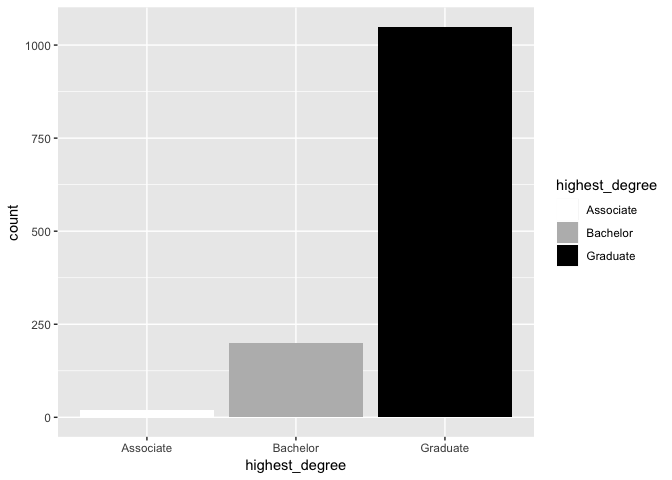 1000
750
500
250
0
count
Associate Bachelor Graduate
highest_degree
highest_degree
Associate
Bachelor
Graduate